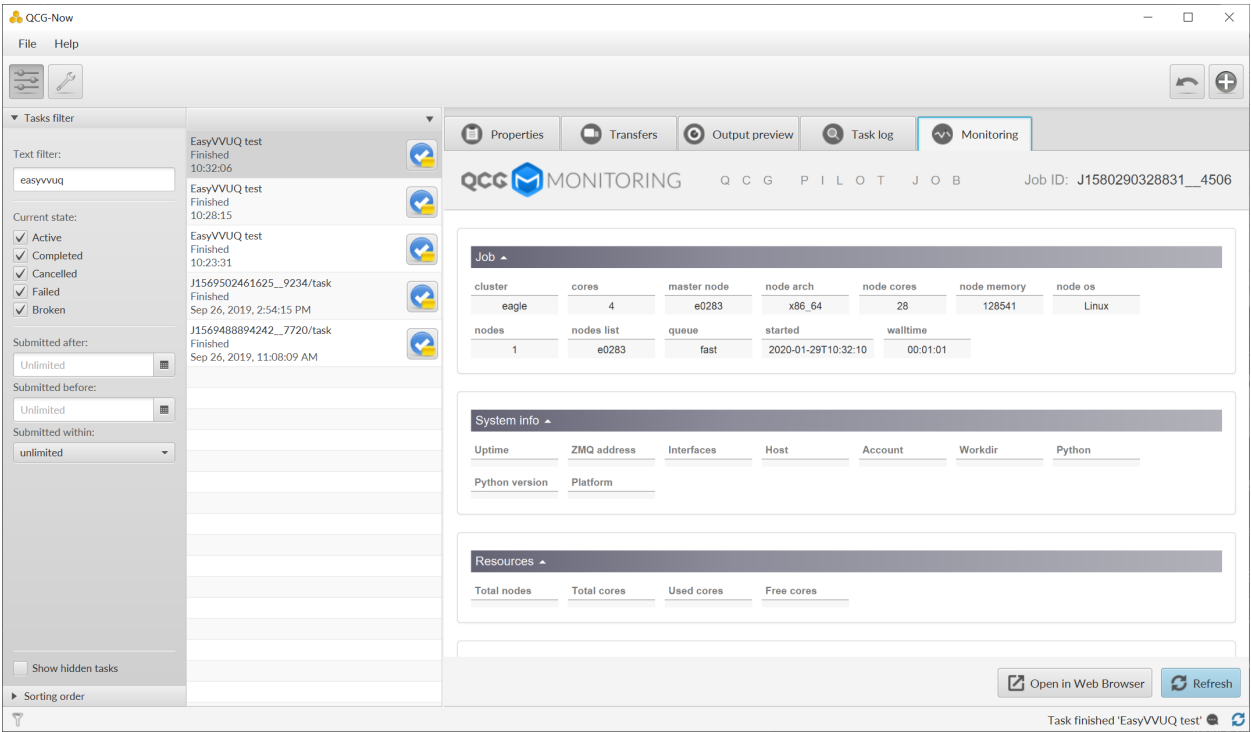 QCG-Now
File Help
Tasks filter
Text filter:
easyvvuq
Current state:
Active
Completed
Cancelled
Failed
Broken
Submitted after:
Unlimited
Submitted before:
Unlimited
Submitted within:
unlimited
Show hidden tasks
Sorting order
EasyVVUQ test
Finished
10:32:06
EasyVVUQ test
Finished
10:28:15
EasyVVUQ test
Finished
10:23:31
J1569502461625__9234/task
Finished
Sep 26, 2019, 2:54:15 PM
J1569488894242__7720/task
Finished
Sep 26, 2019, 11:08:09 AM
Properties Transfers Output preview Task log Monitoring
QCG MONITORING QCG PILOT JOB Job ID: J1580290328831__4506
Job
cluster cores master node node arch node cores node memory node os
eagle 4 e0283 x86_64 28 128541 Linux
nodes nodes list queue started walltime
1 e0283 fast 2020-01-29T10:32:10 00:01:01
System info
Uptime ZMQ address Interfaces Host Account Workdir Python
Python version Platform
Resources
Total nodes Total cores Used cores Free cores
Open in Web Browser Refresh
Task finished 'EasyVVUQ test'